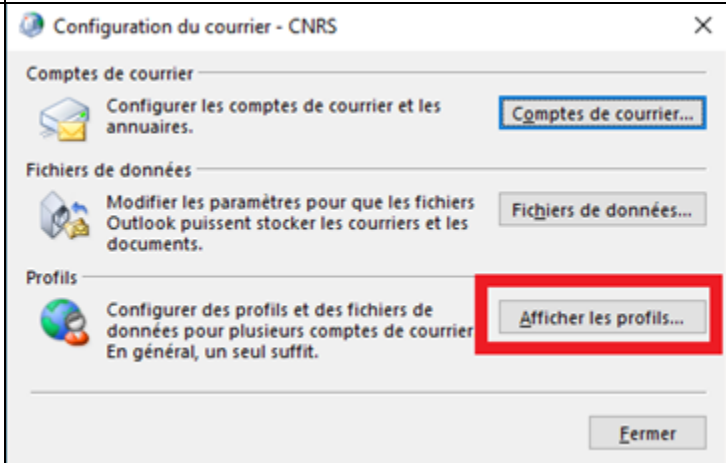 Configuration du courrier - CNRS
Comptes de courrier
Configurer les comptes de courrier et les
annuaires.
Comptes de courrier...
Fichiers de données
Modifier les paramètres pour que les fichiers
Outlook puissent stocker les courriers et les
documents.
Fichiers de données...
Profils
Configurer des profils et des fichiers de
données pour plusieurs comptes de courrier
En général, un seul suffit.
Afficher les profils...
Fermer